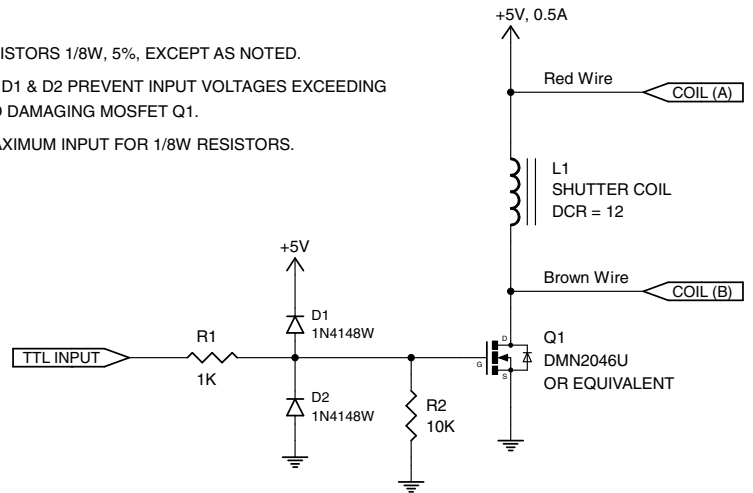 +5V, 0.5A
ISTORS 1/8W, 5%, EXCEPT AS NOTED.
D1 & D2 PREVENT INPUT VOLTAGES EXCEEDING
DAMAGING MOSFET Q1.
AXIMUM INPUT FOR 1/8W RESISTORS.
Red Wire
COIL (A)
L1
SHUTTER COIL
DCR = 12
+5V
Brown Wire
COIL (B)
D1
1N4148W
R1
TTL INPUT
1K
D
G
S
Q1
DMN2046U
OR EQUIVALENT
D2
1N4148W
R2
10K